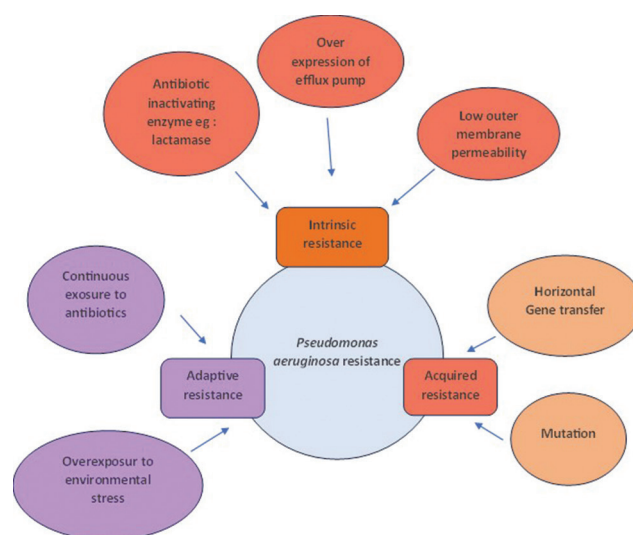 Over
expression of
efflux pump
Antibiotic
inactivating
enzyme eg :
lactamase
Low outer
membrane
permeability
Intrinsic
resistance
Continuous
exposure to
antibiotics
Horizontal
Gene transfer
Pseudomonas
aeruginosa resistance
Adaptive
resistance
Acquired
resistance
Overexposur to
environmental
stress
Mutation